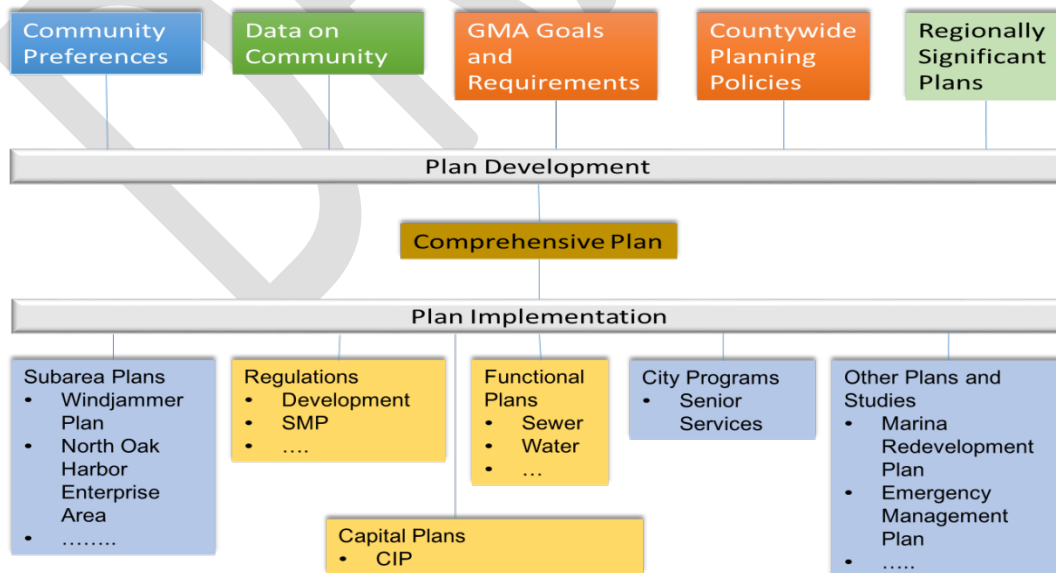 Community
Preferences
Data on
Community
GMA Goals
and
Requirements
Countywide
Planning
Policies
Regionally
Significant
Plans
Plan Development
Comprehensive Plan
Plan Implementation
Subarea Plans
• Windjammer
Plan
• North Oak
Harbor
Enterprise
Area
• ........
Regulations
• Development
• SMP
• ....
Functional
Plans
• Sewer
• Water
• ...
City Programs
• Senior
Services
Other Plans and
Studies
• Marina
Redevelopment
Plan
• Emergency
Management
Plan
• .....
Capital Plans
• CIP